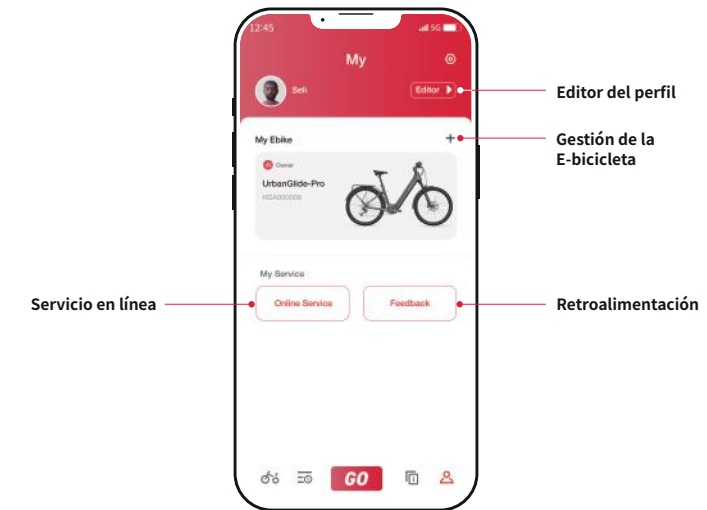 12:45
5G
My
Seli
Editor
Editor del perfil
My Ebike
+
Gestión de la
E-bicicleta
Owner
UrbanGlide-Pro
My Service
Servicio en línea
Online Service
Feedback
Retroalimentación
GO